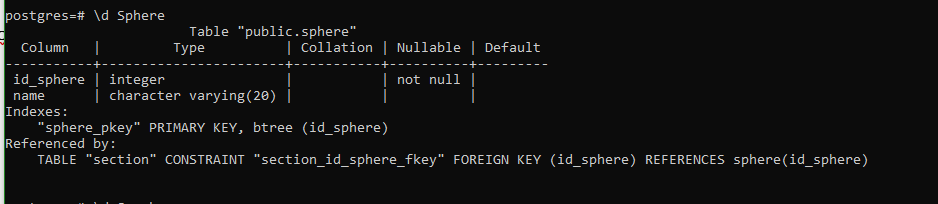 postgres=# \d Sphere
                       Table "public.sphere"
  Column   |         Type          | Collation | Nullable | Default
-----------+-----------------------+-----------+----------+---------
 id_sphere | integer               |           | not null |
 name      | character varying(20) |           |          |
Indexes:
    "sphere_pkey" PRIMARY KEY, btree (id_sphere)
Referenced by:
    TABLE "section" CONSTRAINT "section_id_sphere_fkey" FOREIGN KEY (id_sphere) REFERENCES sphere(id_sphere)